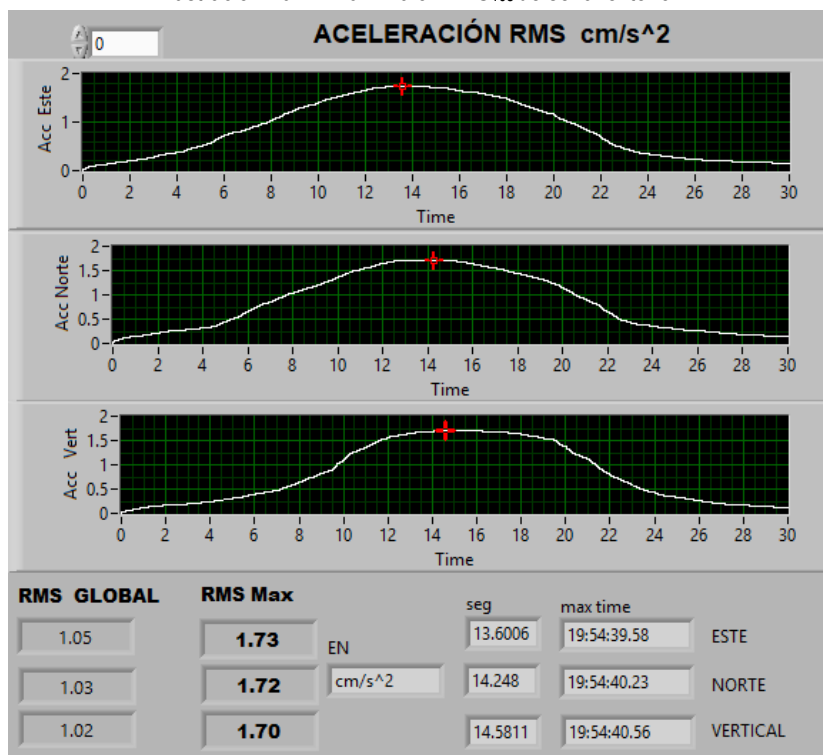 0
ACELERACIÓN RMS cm/s^2
Acc Este
2
1
0
0 2 4 6 8 10 12 14 16 18 20 22 24 26 28 30
Time
Acc Norte
2
1.5
1
0.5
0
0 2 4 6 8 10 12 14 16 18 20 22 24 26 28 30
Time
Acc Vert
2
1.5
1
0.5
0
0 2 4 6 8 10 12 14 16 18 20 22 24 26 28 30
Time
RMS GLOBAL RMS Max seg max time
1.05 1.73 EN 13.6006 19:54:39.58 ESTE
1.03 1.72 cm/s^2 14.248 19:54:40.23 NORTE
1.02 1.70 14.5811 19:54:40.56 VERTICAL